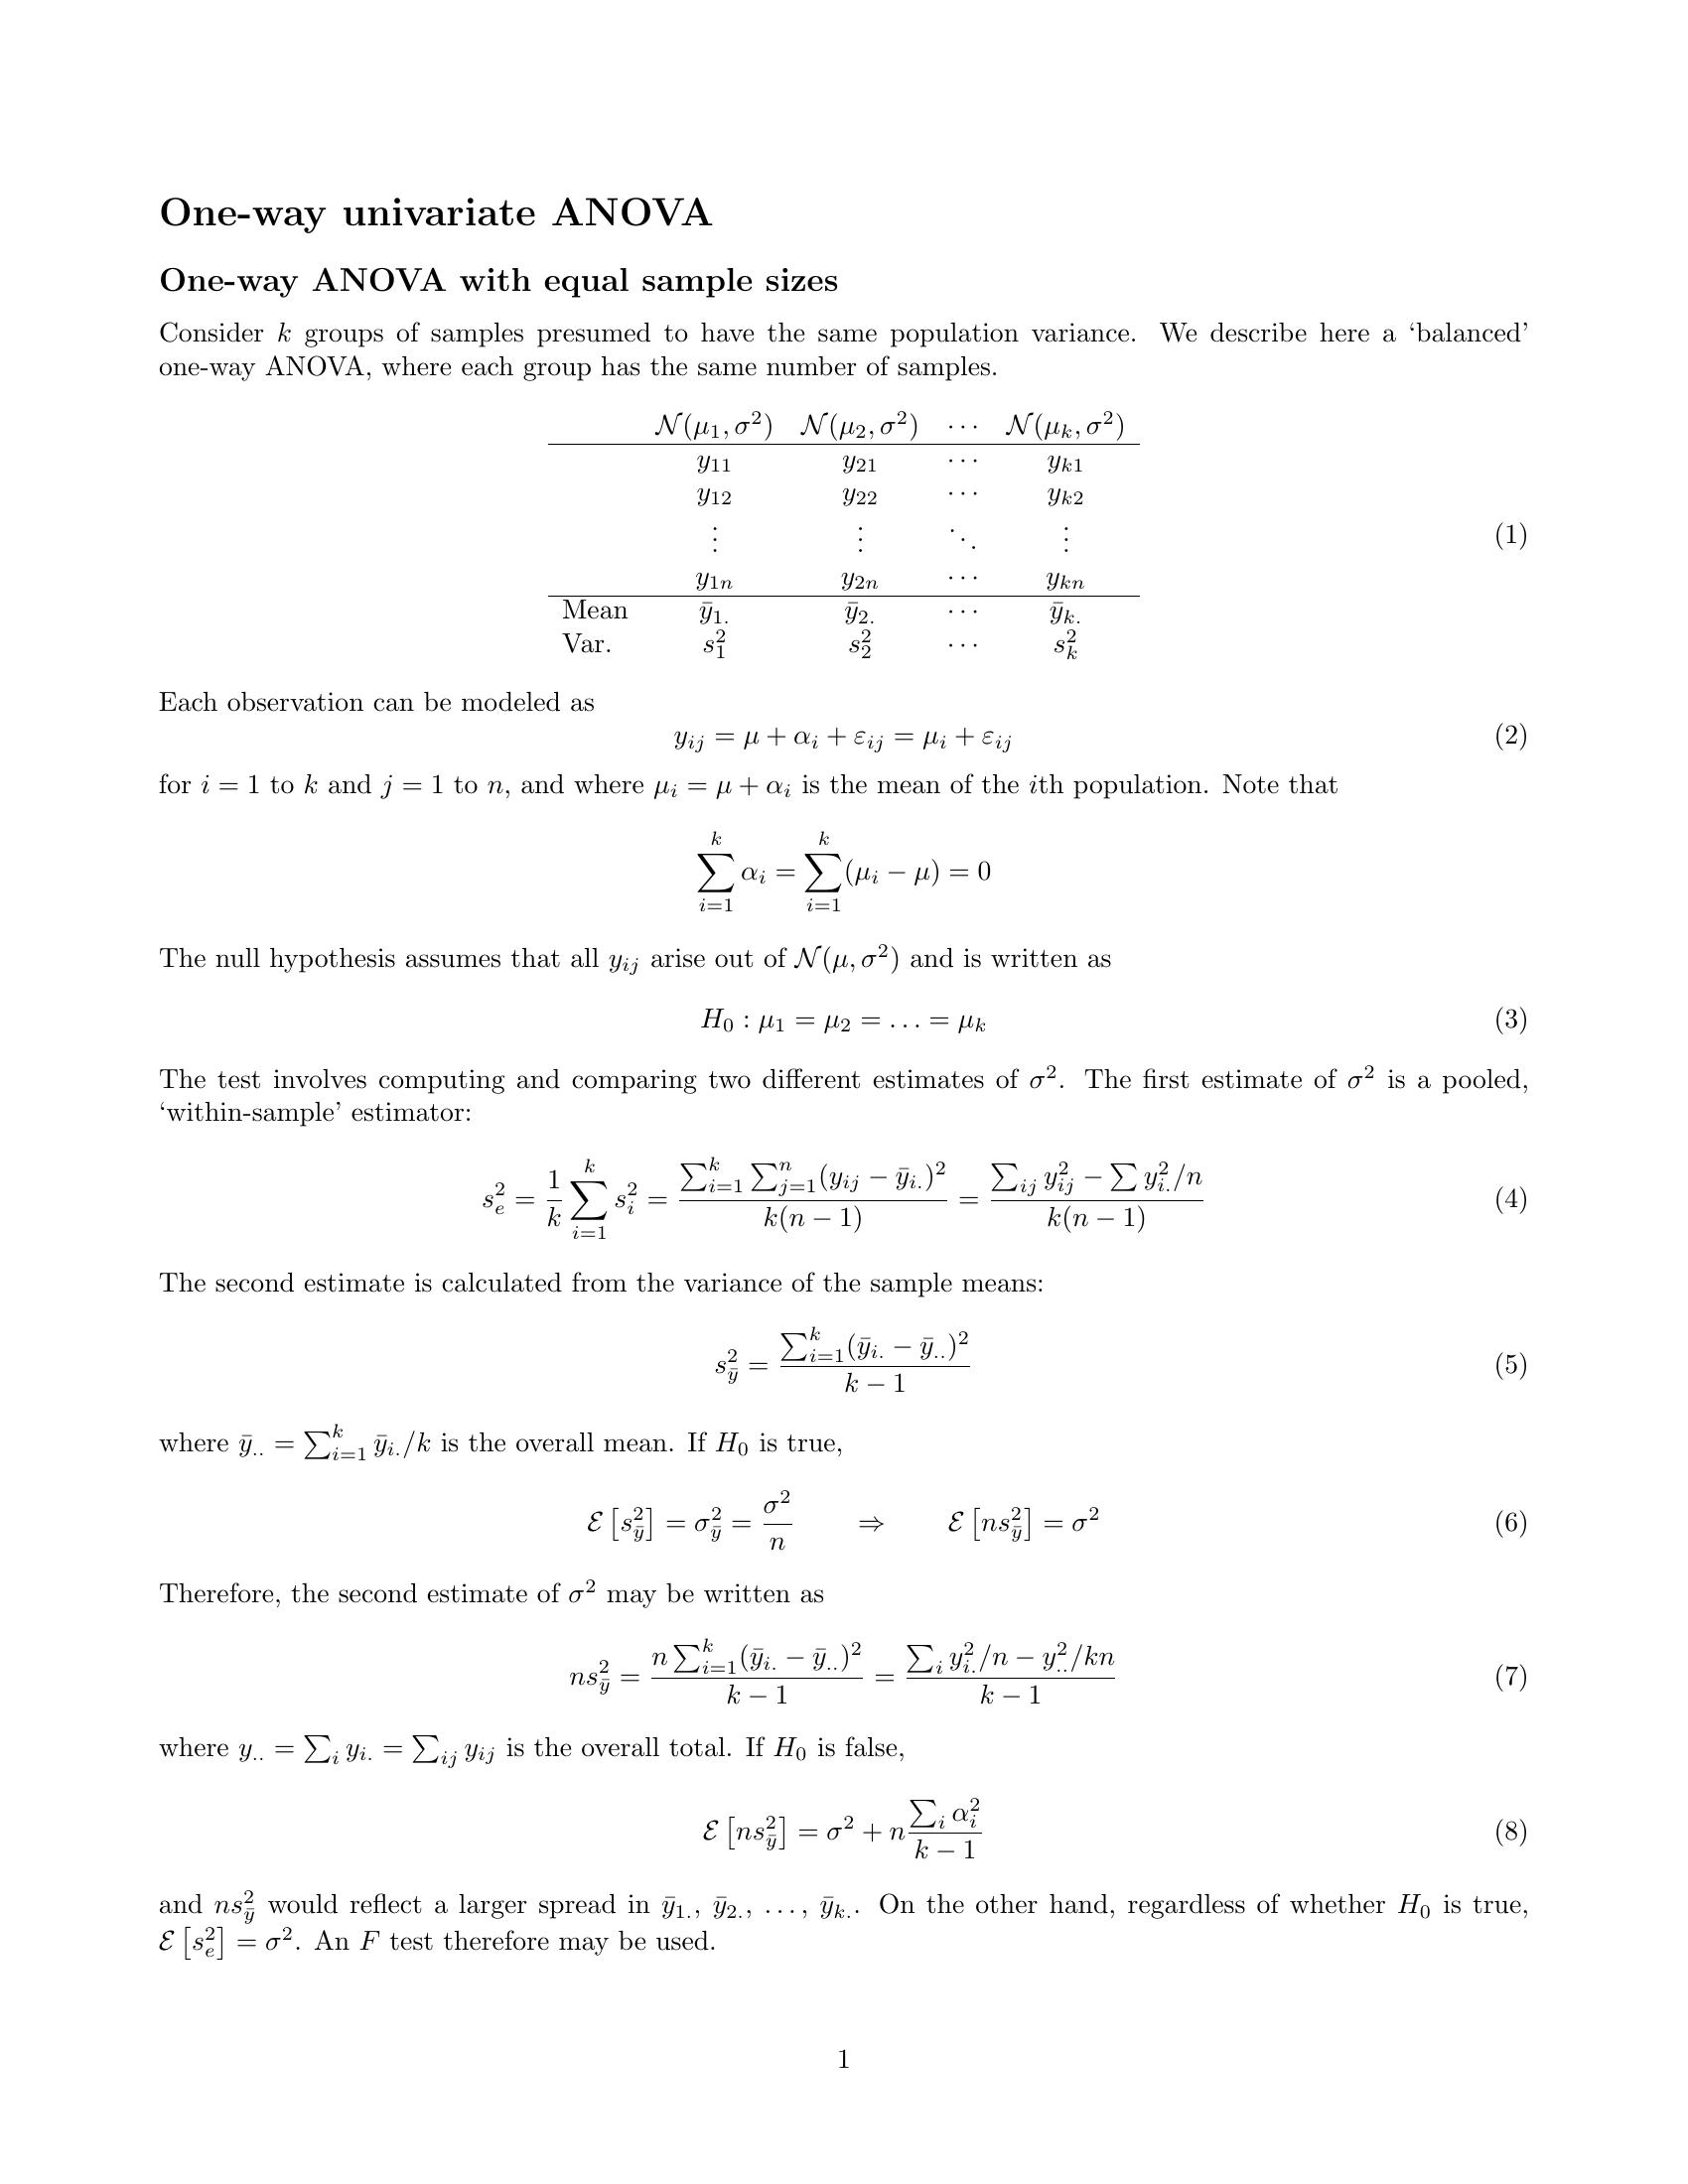 One-way univariate ANOVA
One-way ANOVA with equal sample sizes
Consider k groups of samples presumed to have the same population variance. We describe here a ‘balanced’
one-way ANOVA, where each group has the same number of samples.
$\mathcal{N}(\mu_1, \sigma^2)$ $\mathcal{N}(\mu_2, \sigma^2)$ $\cdots$ $\mathcal{N}(\mu_k, \sigma^2)$
$y_{11}$ $y_{21}$ $\cdots$ $y_{k1}$
$y_{12}$ $y_{22}$ $\cdots$ $y_{k2}$
$\vdots$ $\vdots$ $\ddots$ $\vdots$ (1)
$y_{1n}$ $y_{2n}$ $\cdots$ $y_{kn}$
Mean $\bar{y}_{1.}$ $\bar{y}_{2.}$ $\cdots$ $\bar{y}_{k.}$
Var. $s_1^2$ $s_2^2$ $\cdots$ $s_k^2$
Each observation can be modeled as
$y_{ij} = \mu + \alpha_i + \varepsilon_{ij} = \mu_i + \varepsilon_{ij}$ (2)
for $i = 1$ to $k$ and $j = 1$ to $n$, and where $\mu_i = \mu + \alpha_i$ is the mean of the $i$th population. Note that
$\sum_{i=1}^{k} \alpha_i = \sum_{i=1}^{k} (\mu_i - \mu) = 0$
The null hypothesis assumes that all $y_{ij}$ arise out of $\mathcal{N}(\mu, \sigma^2)$ and is written as
$H_0 : \mu_1 = \mu_2 = \ldots = \mu_k$ (3)
The test involves computing and comparing two different estimates of $\sigma^2$. The first estimate of $\sigma^2$ is a pooled,
‘within-sample’ estimator:
$s_e^2 = \frac{1}{k} \sum_{i=1}^{k} s_i^2 = \frac{\sum_{i=1}^{k} \sum_{j=1}^{n} (y_{ij} - \bar{y}_{i.})^2}{k(n-1)} = \frac{\sum_{ij} y_{ij}^2 - \sum y_{i.}^2/n}{k(n-1)}$ (4)
The second estimate is calculated from the variance of the sample means:
$s_{\bar{y}}^2 = \frac{\sum_{i=1}^{k} (\bar{y}_{i.} - \bar{y}_{..})^2}{k-1}$ (5)
where $\bar{y}_{..} = \sum_{i=1}^{k} \bar{y}_{i.}/k$ is the overall mean. If $H_0$ is true,
$\mathcal{E}\left[s_{\bar{y}}^2\right] = \sigma_{\bar{y}}^2 = \frac{\sigma^2}{n} \quad \Rightarrow \quad \mathcal{E}\left[ns_{\bar{y}}^2\right] = \sigma^2$ (6)
Therefore, the second estimate of $\sigma^2$ may be written as
$ns_{\bar{y}}^2 = \frac{n \sum_{i=1}^{k} (\bar{y}_{i.} - \bar{y}_{..})^2}{k-1} = \frac{\sum_i y_{i.}^2/n - y_{..}^2/kn}{k-1}$ (7)
where $y_{..} = \sum_i y_{i.} = \sum_{ij} y_{ij}$ is the overall total. If $H_0$ is false,
$\mathcal{E}\left[ns_{\bar{y}}^2\right] = \sigma^2 + n\frac{\sum_i \alpha_i^2}{k-1}$ (8)
and $ns_{\bar{y}}^2$ would reflect a larger spread in $\bar{y}_{1.}$, $\bar{y}_{2.}$, $\ldots$, $\bar{y}_{k.}$. On the other hand, regardless of whether $H_0$ is true,
$\mathcal{E}\left[s_e^2\right] = \sigma^2$. An $F$ test therefore may be used.
1